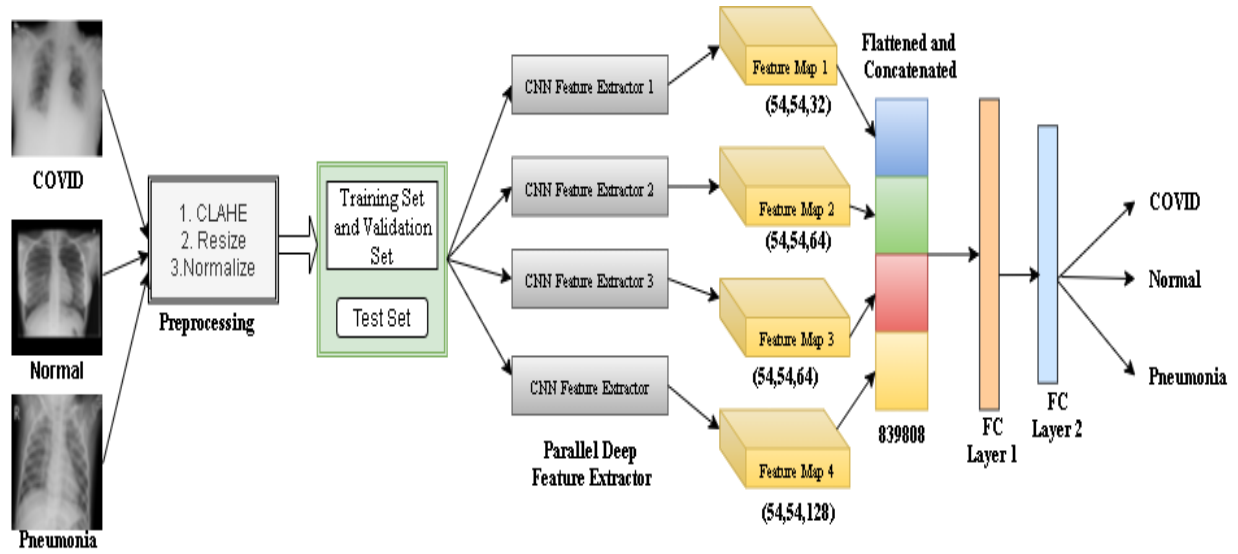 COVID
Normal
R
Pneumonia
1. CLAHE
2. Resize
3.Normalize
Preprocessing
Training Set
and Validation
Set
Test Set
CNN Feature Extractor 1
CNN Feature Extractor 2
CNN Feature Extractor 3
CNN Feature Extractor
Parallel Deep
Feature Extractor
Feature Map 1
(54,54,32)
Feature Map 2
(54,54,64)
Feature Map 3
(54,54,64)
Feature Map 4
(54,54,128)
Flattened and
Concatenated
839808
FC
Layer 1
FC
Layer 2
COVID
Normal
Pneumonia